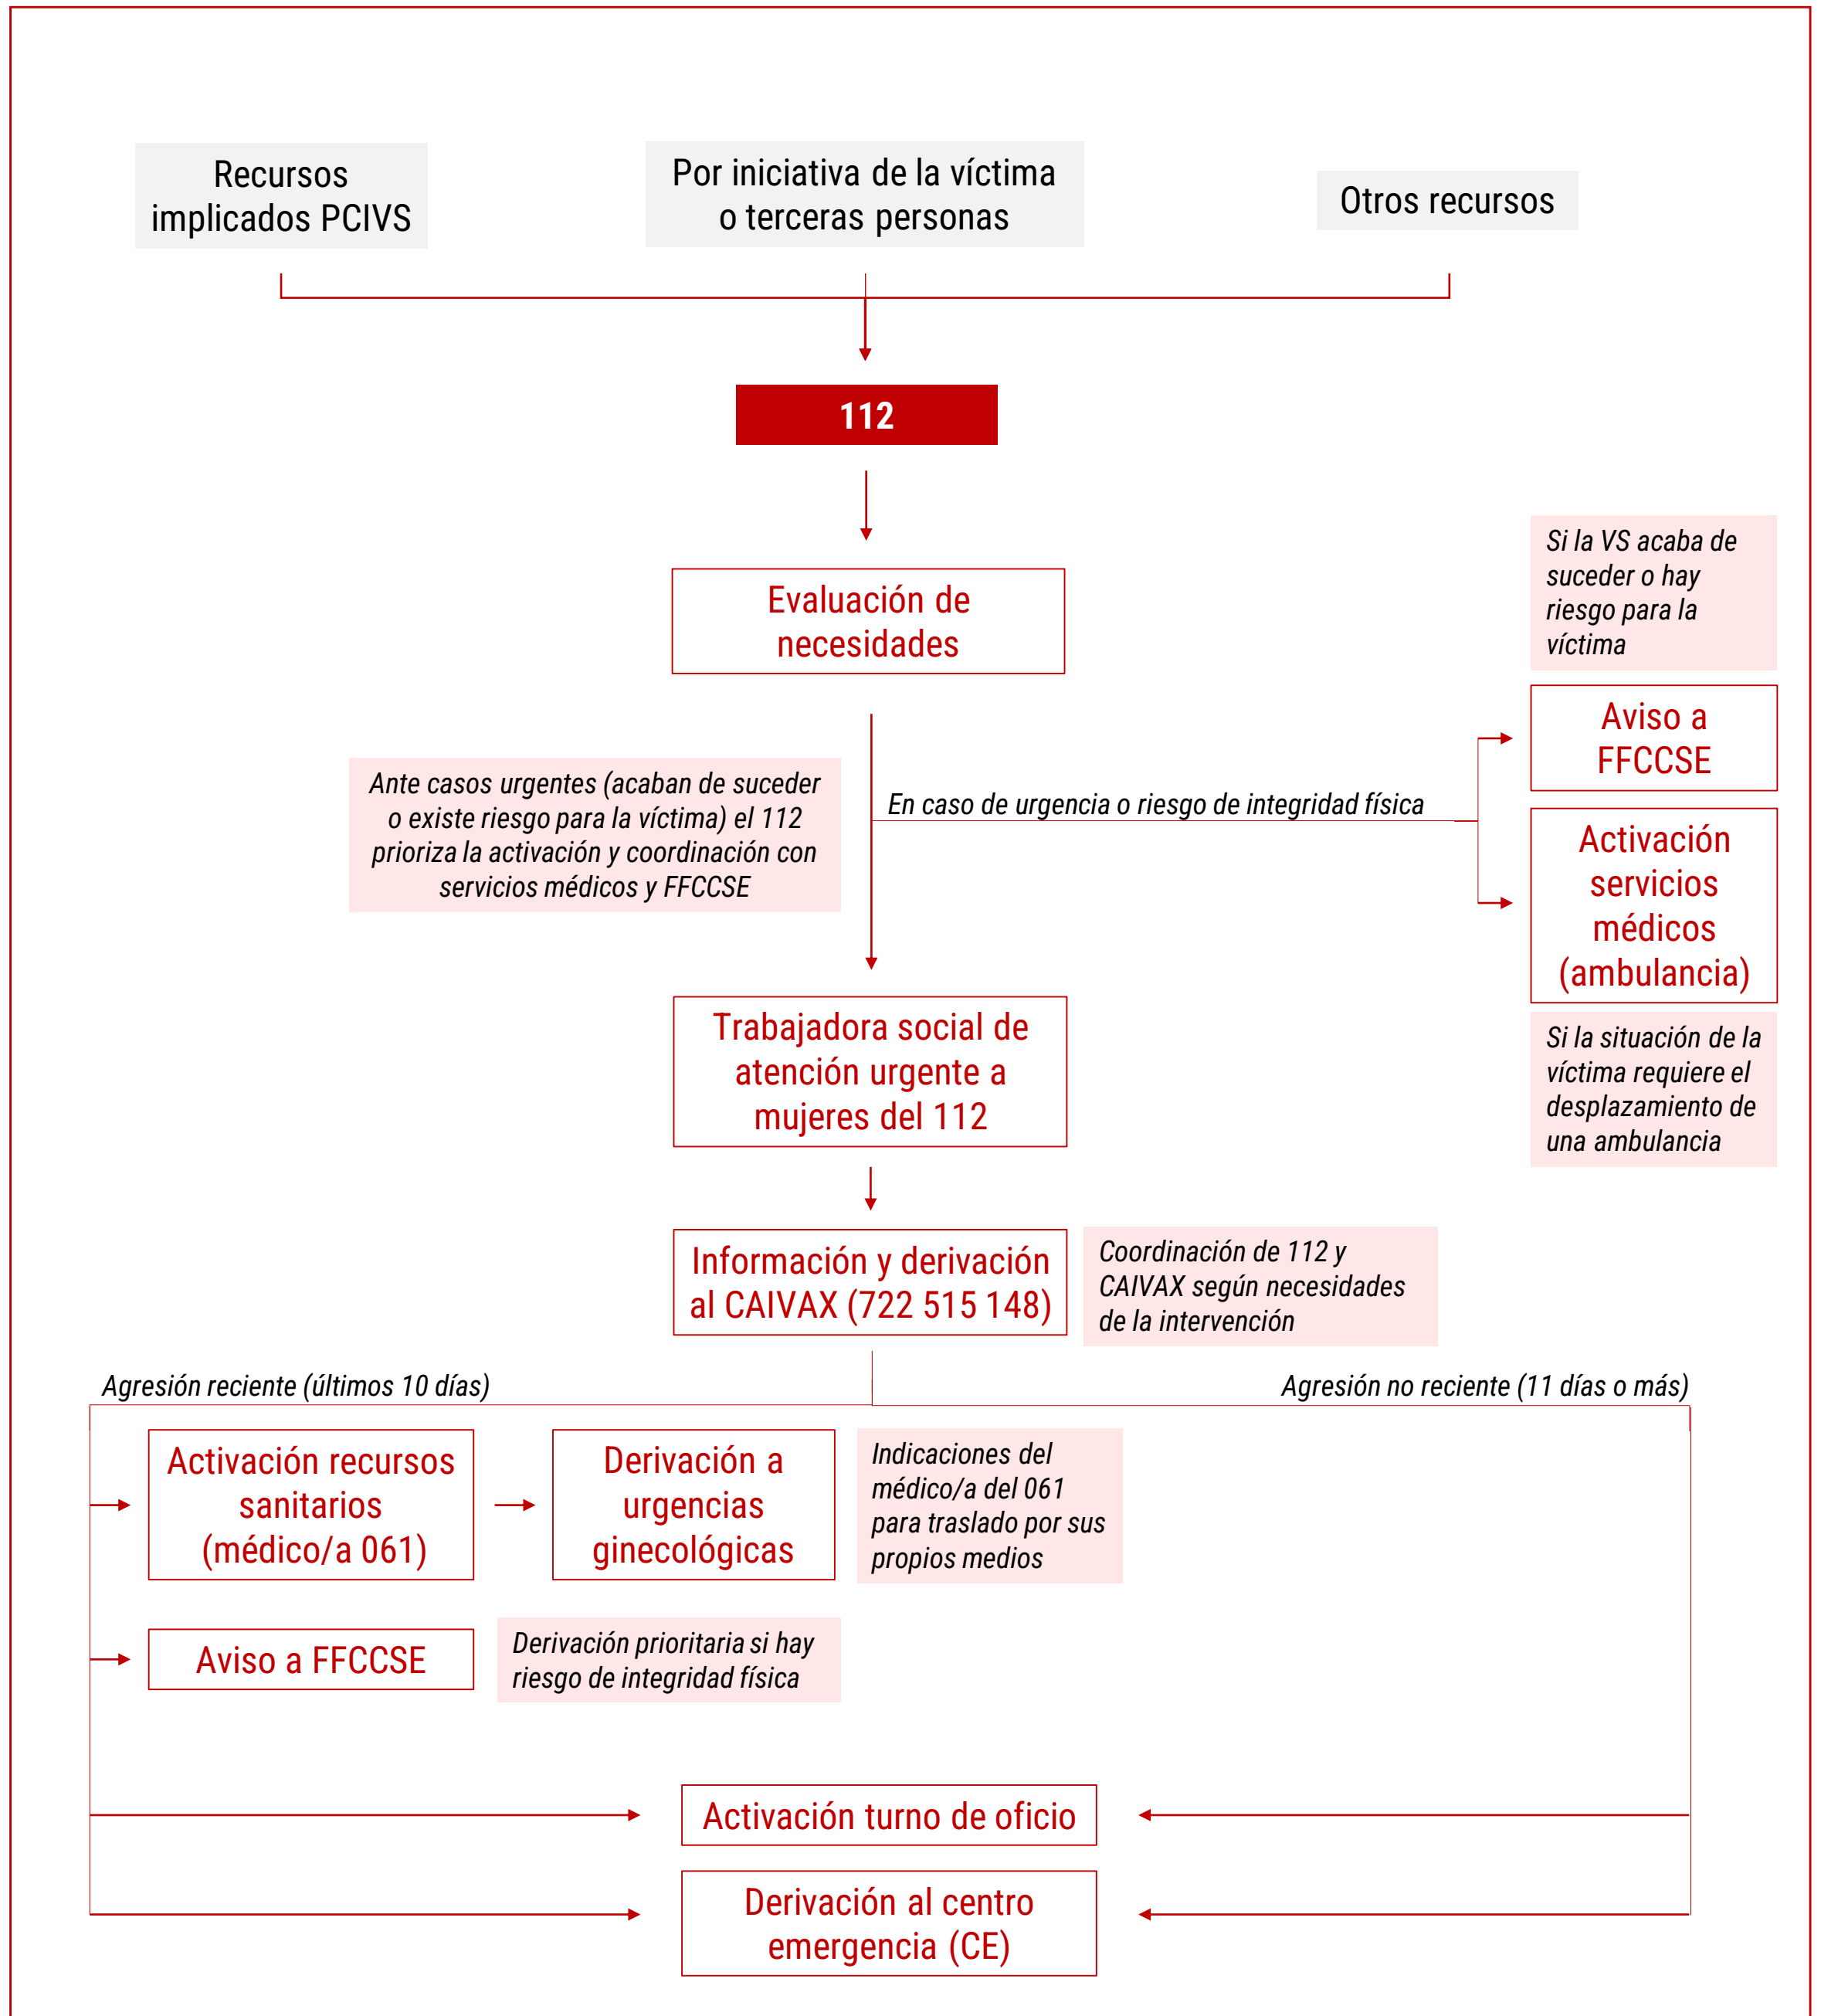 Recursos
implicados PCIVS
Por iniciativa de la víctima
o terceras personas
Otros recursos
112
Evaluación de
necesidades
Si la VS acaba de
suceder o hay
riesgo para la
víctima
Aviso a
FFCCSE
Ante casos urgentes (acaban de suceder
o existe riesgo para la víctima) el 112
prioriza la activación y coordinación con
servicios médicos y FFCCSE
En caso de urgencia o riesgo de integridad física
Activación
servicios
médicos
(ambulancia)
Si la situación de la
víctima requiere el
desplazamiento de
una ambulancia
Trabajadora social de
atención urgente a
mujeres del 112
Información y derivación
al CAIVAX (722 515 148)
Coordinación de 112 y
CAIVAX según necesidades
de la intervención
Agresión reciente (últimos 10 días)
Agresión no reciente (11 días o más)
Activación recursos
sanitarios
(médico/a 061)
Derivación a
urgencias
ginecológicas
Indicaciones del
médico/a del 061
para traslado por sus
propios medios
Aviso a FFCCSE
Derivación prioritaria si hay
riesgo de integridad física
Activación turno de oficio
Derivación al centro
emergencia (CE)